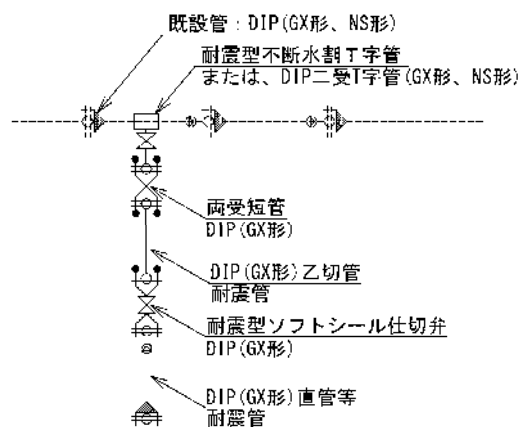 既設管：DIP(GX形、NS形)
耐震型不断水割T字管
または、DIP二受T字管(GX形、NS形)
両受短管
DIP(GX形)
DIP(GX形)乙切管
耐震管
耐震型ソフトシール仕切弁
DIP(GX形)
DIP(GX形)直管等
耐震管